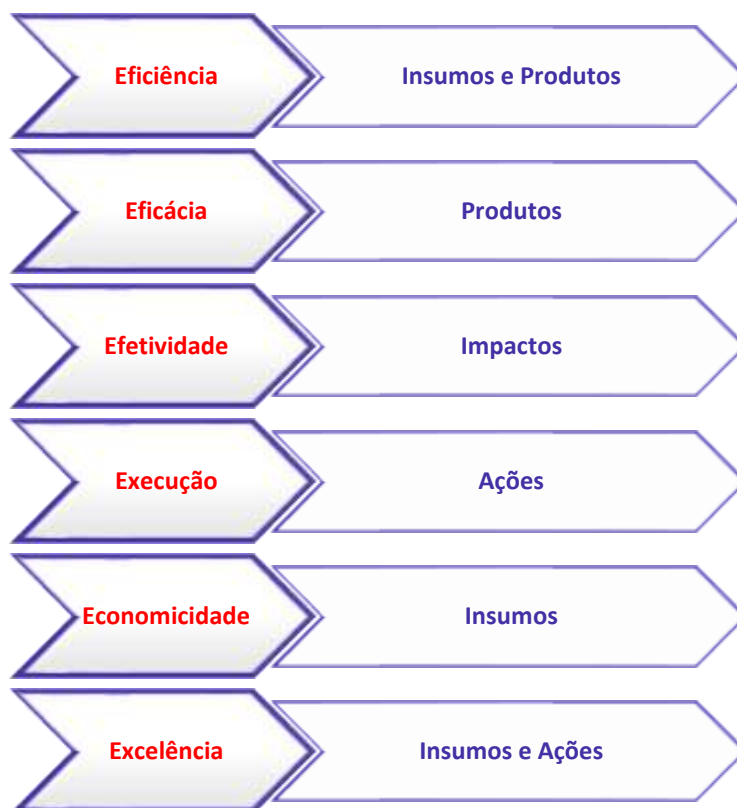 Eficiência
Insumos e Produtos
Eficácia
Produtos
Efetividade
Impactos
Execução
Ações
Economicidade
Insumos
Excelência
Insumos e Ações